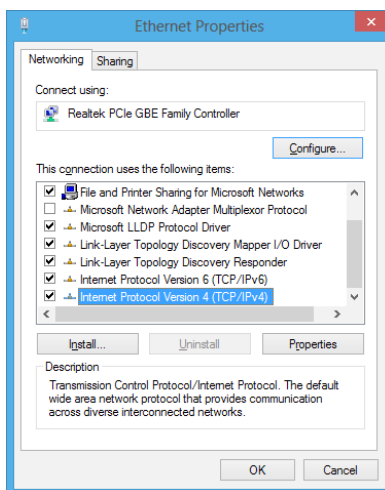 Ethernet Properties
Networking Sharing
Connect using:
Realtek PCIe GBE Family Controller
Configure...
This connection uses the following items:
File and Printer Sharing for Microsoft Networks
Microsoft Network Adapter Multiplexor Protocol
Microsoft LLDP Protocol Driver
Link-Layer Topology Discovery Mapper I/O Driver
Link-Layer Topology Discovery Responder
Internet Protocol Version 6 (TCP/IPv6)
Internet Protocol Version 4 (TCP/IPv4)
Install... Uninstall Properties
Description
Transmission Control Protocol/Internet Protocol. The default
wide area network protocol that provides communication
across diverse interconnected networks.
OK Cancel